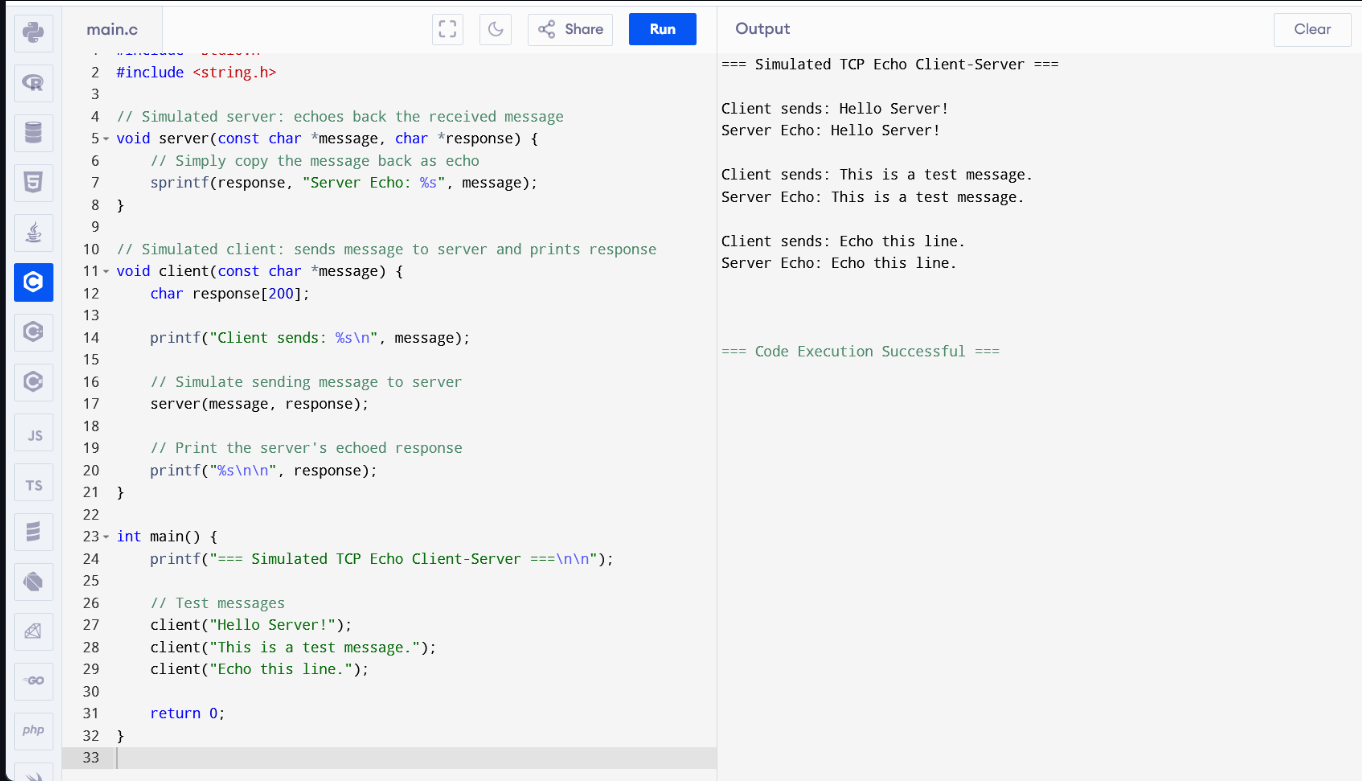 main.c
Share
Run
Output
Clear
1 #include <stdio.h>
2 #include <string.h>
3
4 // Simulated server: echoes back the received message
5 void server(const char *message, char *response) {
6     // Simply copy the message back as echo
7     sprintf(response, "Server Echo: %s", message);
8 }
9
10 // Simulated client: sends message to server and prints response
11 void client(const char *message) {
12     char response[200];
13
14     printf("Client sends: %s\n", message);
15
16     // Simulate sending message to server
17     server(message, response);
18
19     // Print the server's echoed response
20     printf("%s\n\n", response);
21 }
22
23 int main() {
24     printf("=== Simulated TCP Echo Client-Server ===\n\n");
25
26     // Test messages
27     client("Hello Server!");
28     client("This is a test message.");
29     client("Echo this line.");
30
31     return 0;
32 }
33
=== Simulated TCP Echo Client-Server ===
Client sends: Hello Server!
Server Echo: Hello Server!
Client sends: This is a test message.
Server Echo: This is a test message.
Client sends: Echo this line.
Server Echo: Echo this line.
=== Code Execution Successful ===
R
5
C
C
C
JS
TS
GO
php